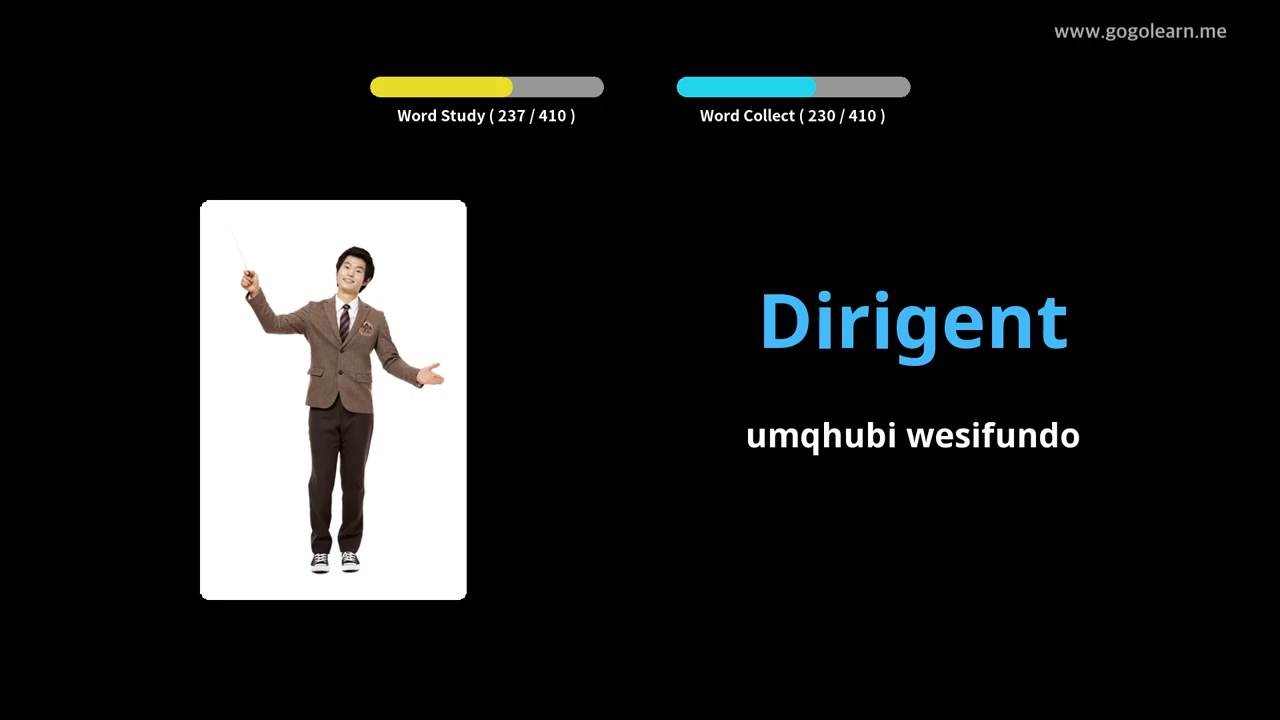 www.gogolearn.me
Word Study ( 237 / 410 )
Word Collect ( 230 / 410 )
Dirigent
umqhubi wesifundo